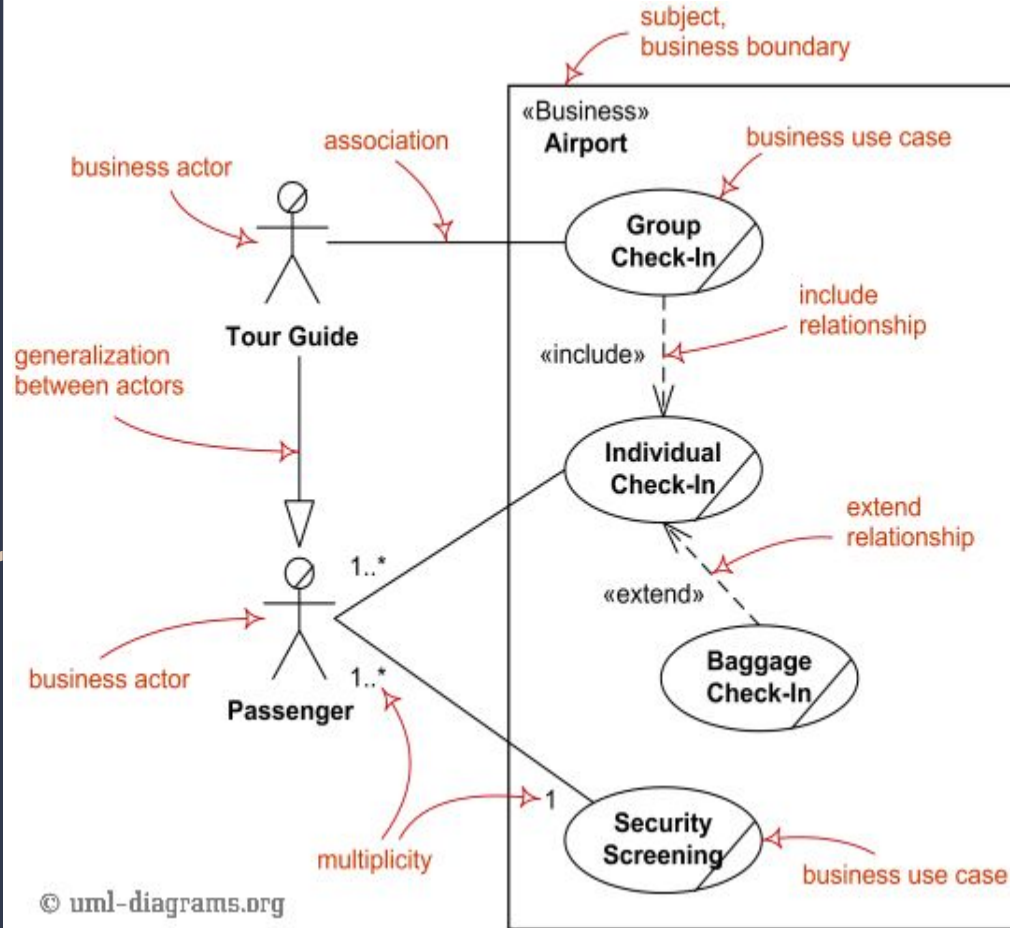 subject,
business boundary
«Business»
Airport
association
business use case
business actor
Group
Check-In
Tour Guide
include
relationship
«include»
generalization
between actors
Individual
Check-In
extend
relationship
1..*
«extend»
Baggage
Check-In
business actor
1..*
Passenger
1
Security
Screening
multiplicity
business use case
© uml-diagrams.org